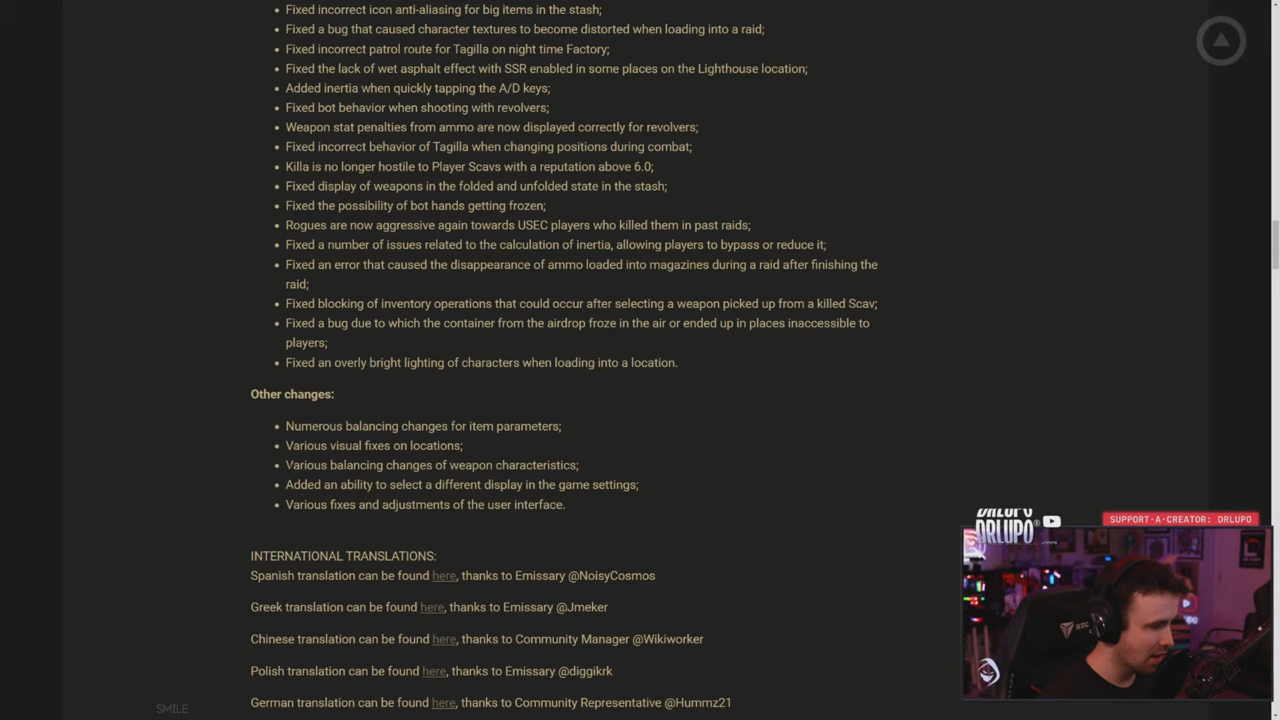 Fixed incorrect icon anti-aliasing for big items in the stash;
Fixed a bug that caused character textures to become distorted when loading into a raid;
Fixed incorrect patrol route for Tagilla on night time Factory;
Fixed the lack of wet asphalt effect with SSR enabled in some places on the Lighthouse location;
Added inertia when quickly tapping the A/D keys;
Fixed bot behavior when shooting with revolvers;
Weapon stat penalties from ammo are now displayed correctly for revolvers;
Fixed incorrect behavior of Tagilla when changing positions during combat;
Killa is no longer hostile to Player Scavs with a reputation above 6.0;
Fixed display of weapons in the folded and unfolded state in the stash;
Fixed the possibility of bot hands getting frozen;
Rogues are now aggressive again towards USEC players who killed them in past raids;
Fixed a number of issues related to the calculation of inertia, allowing players to bypass or reduce it;
Fixed an error that caused the disappearance of ammo loaded into magazines during a raid after finishing the
raid;
Fixed blocking of inventory operations that could occur after selecting a weapon picked up from a killed Scav;
Fixed a bug due to which the container from the airdrop froze in the air or ended up in places inaccessible to
players;
Fixed an overly bright lighting of characters when loading into a location.
Other changes:
Numerous balancing changes for item parameters;
Various visual fixes on locations;
Various balancing changes of weapon characteristics;
Added an ability to select a different display in the game settings;
Various fixes and adjustments of the user interface.
INTERNATIONAL TRANSLATIONS:
Spanish translation can be found here, thanks to Emissary @NoisyCosmos
Greek translation can be found here, thanks to Emissary @Jmeker
Chinese translation can be found here, thanks to Community Manager @Wikiworker
Polish translation can be found here, thanks to Emissary @diggikrk
German translation can be found here, thanks to Community Representative @Hummz21
SMILE
DRLUPO
DRLUPO®
SUPPORT-A-CREATOR: DRLUPO